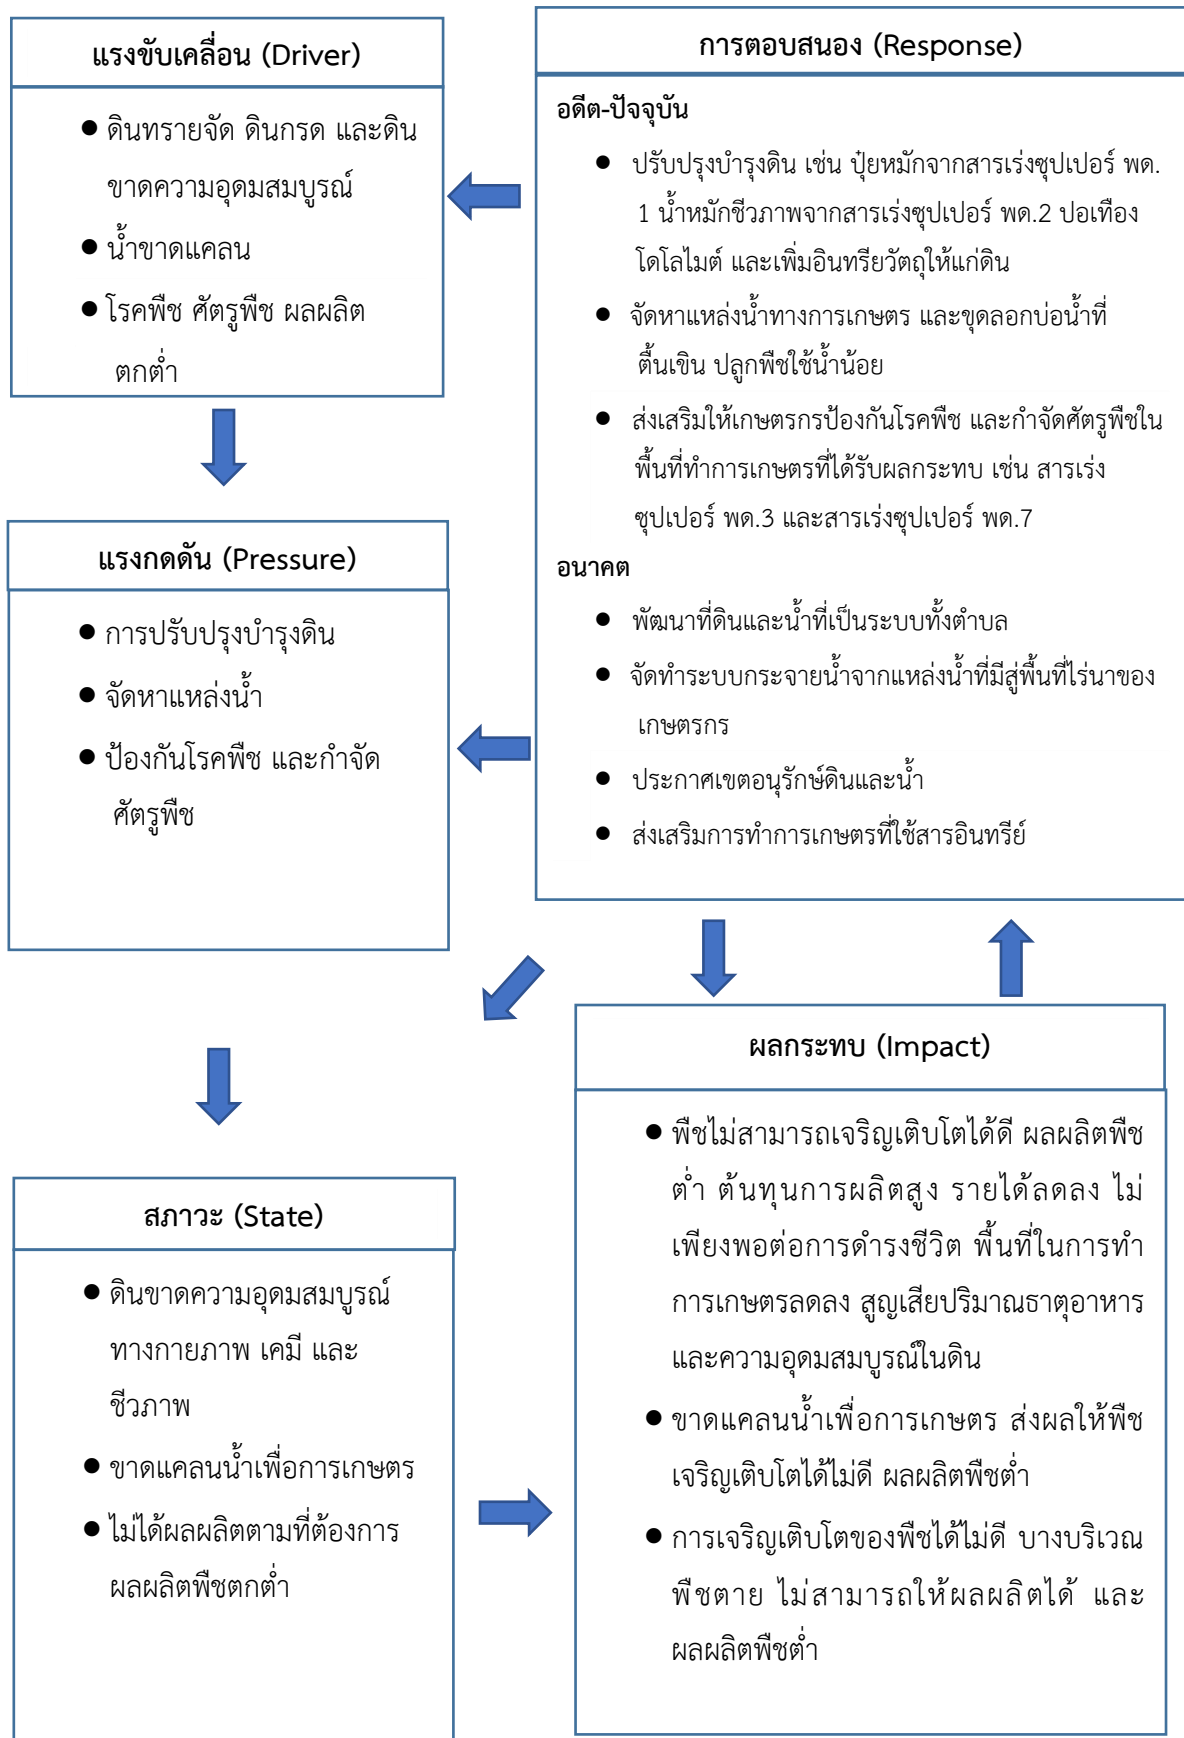 แรงขับเคลื่อน (Driver)
● ดินทรายจัด ดินกรด และดิน
ขาดความอุดมสมบูรณ์
● น้ำขาดแคลน
● โรคพืช ศัตรูพืช ผลผลิต
ตกต่ำ
การตอบสนอง (Response)
อดีต-ปัจจุบัน
● ปรับปรุงบำรุงดิน เช่น ปุ๋ยหมักจากสารเร่งซุปเปอร์ พด.
1 น้ำหมักชีวภาพจากสารเร่งซุปเปอร์ พด.2 ปอเทือง
โดโลไมต์ และเพิ่มอินทรียวัตถุให้แก่ดิน
● จัดหาแหล่งน้ำทางการเกษตร และขุดลอกบ่อน้ำที่
ตื้นเขิน ปลูกพืชใช้น้ำน้อย
● ส่งเสริมให้เกษตรกรป้องกันโรคพืช และกำจัดศัตรูพืชใน
พื้นที่ทำการเกษตรที่ได้รับผลกระทบ เช่น สารเร่ง
ซุปเปอร์ พด.3 และสารเร่งซุปเปอร์ พด.7
อนาคต
● พัฒนาที่ดินและน้ำที่เป็นระบบทั้งตำบล
● จัดทำระบบกระจายน้ำจากแหล่งน้ำที่มีสู่พื้นที่ไร่นาของ
เกษตรกร
● ประกาศเขตอนุรักษ์ดินและน้ำ
● ส่งเสริมการทำการเกษตรที่ใช้สารอินทรีย์
แรงกดดัน (Pressure)
● การปรับปรุงบำรุงดิน
● จัดหาแหล่งน้ำ
● ป้องกันโรคพืช และกำจัด
ศัตรูพืช
สภาวะ (State)
● ดินขาดความอุดมสมบูรณ์
ทางกายภาพ เคมี และ
ชีวภาพ
● ขาดแคลนน้ำเพื่อการเกษตร
● ไม่ได้ผลผลิตตามที่ต้องการ
ผลผลิตพืชตกต่ำ
ผลกระทบ (Impact)
● พืชไม่สามารถเจริญเติบโตได้ดี ผลผลิตพืช
ต่ำ ต้นทุนการผลิตสูง รายได้ลดลง ไม่
เพียงพอต่อการดำรงชีวิต พื้นที่ในการทำ
การเกษตรลดลง สูญเสียปริมาณธาตุอาหาร
และความอุดมสมบูรณ์ในดิน
● ขาดแคลนน้ำเพื่อการเกษตร ส่งผลให้พืช
เจริญเติบโตได้ไม่ดี ผลผลิตพืชต่ำ
● การเจริญเติบโตของพืชได้ไม่ดี บางบริเวณ
พืชตาย ไม่สามารถให้ผลผลิตได้ และ
ผลผลิตพืชต่ำ